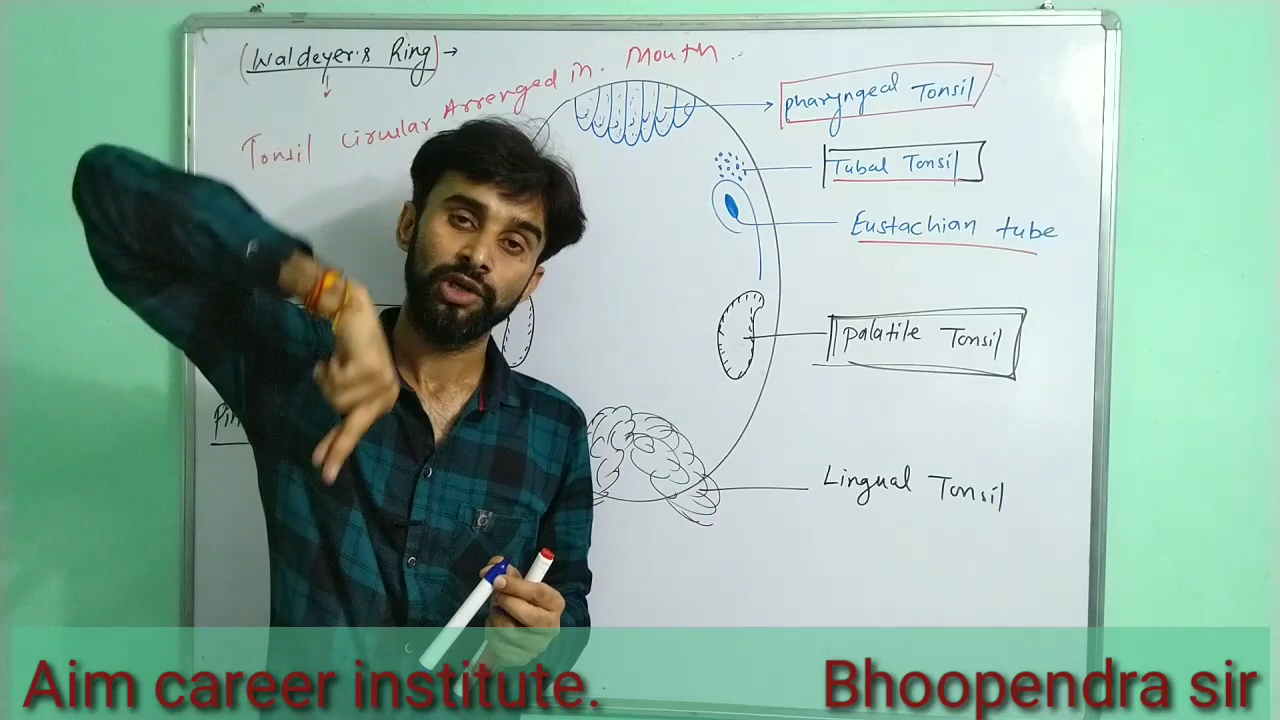 (Waldeyer's Ring) →
Tonsil Circular Arrenged in. Mouth .
pharyngeal Tonsil
Tubal Tonsil
Eustachian tube
palatile Tonsil
Lingual Tonsil
Aim career institute.
Bhoopendra sir